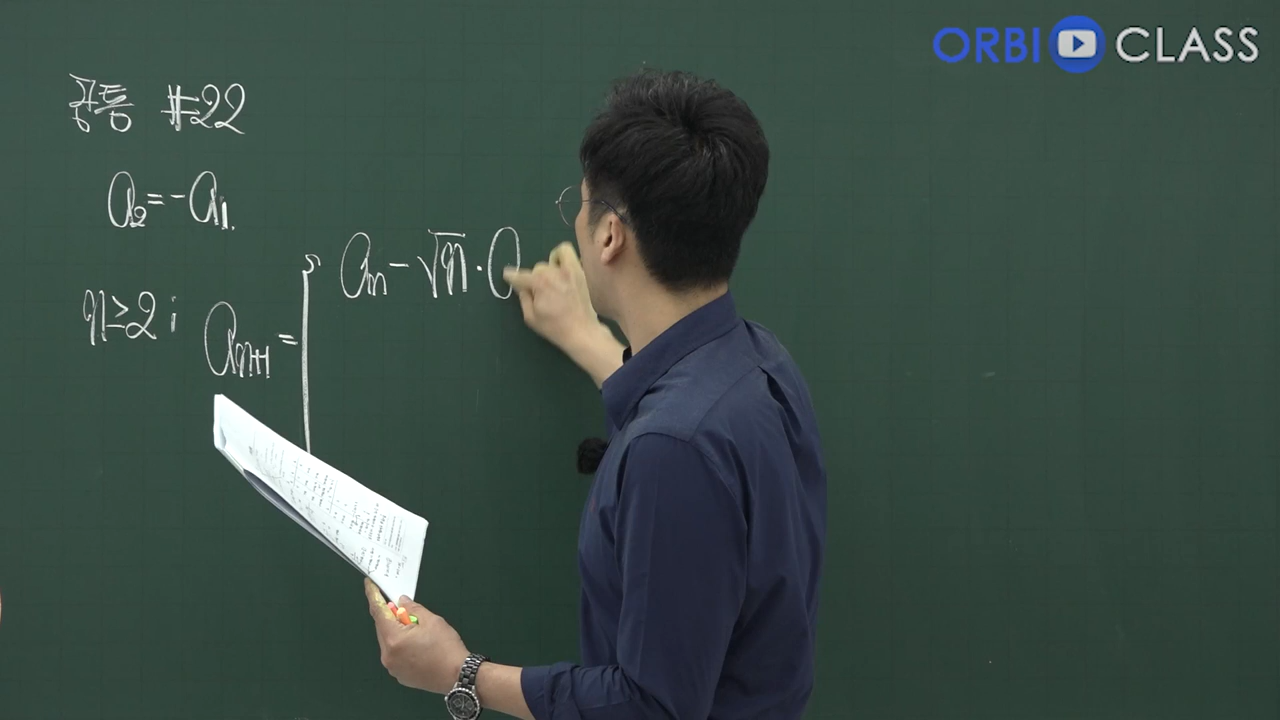 ORBI CLASS
공통 #22
a₂=-a₁.
n≥2 ; aₙ₊₁= { aₙ-√n·a